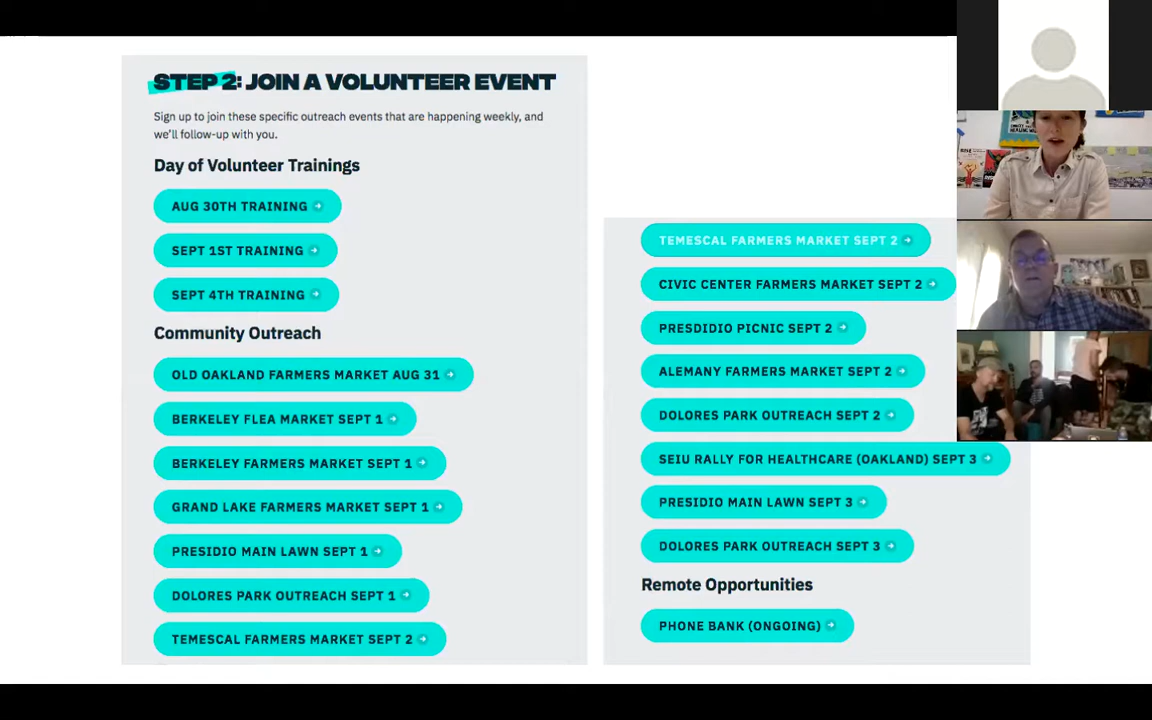 STEP 2: JOIN A VOLUNTEER EVENT
Sign up to join these specific outreach events that are happening weekly, and
we'll follow-up with you.
Day of Volunteer Trainings
AUG 30TH TRAINING
SEPT 1ST TRAINING
SEPT 4TH TRAINING
Community Outreach
OLD OAKLAND FARMERS MARKET AUG 31
BERKELEY FLEA MARKET SEPT 1
BERKELEY FARMERS MARKET SEPT 1
GRAND LAKE FARMERS MARKET SEPT 1
PRESIDIO MAIN LAWN SEPT 1
DOLORES PARK OUTREACH SEPT 1
TEMESCAL FARMERS MARKET SEPT 2
TEMESCAL FARMERS MARKET SEPT 2
CIVIC CENTER FARMERS MARKET SEPT 2
PRESDIDIO PICNIC SEPT 2
ALEMANY FARMERS MARKET SEPT 2
DOLORES PARK OUTREACH SEPT 2
SEIU RALLY FOR HEALTHCARE (OAKLAND) SEPT 3
PRESIDIO MAIN LAWN SEPT 3
DOLORES PARK OUTREACH SEPT 3
Remote Opportunities
PHONE BANK (ONGOING)